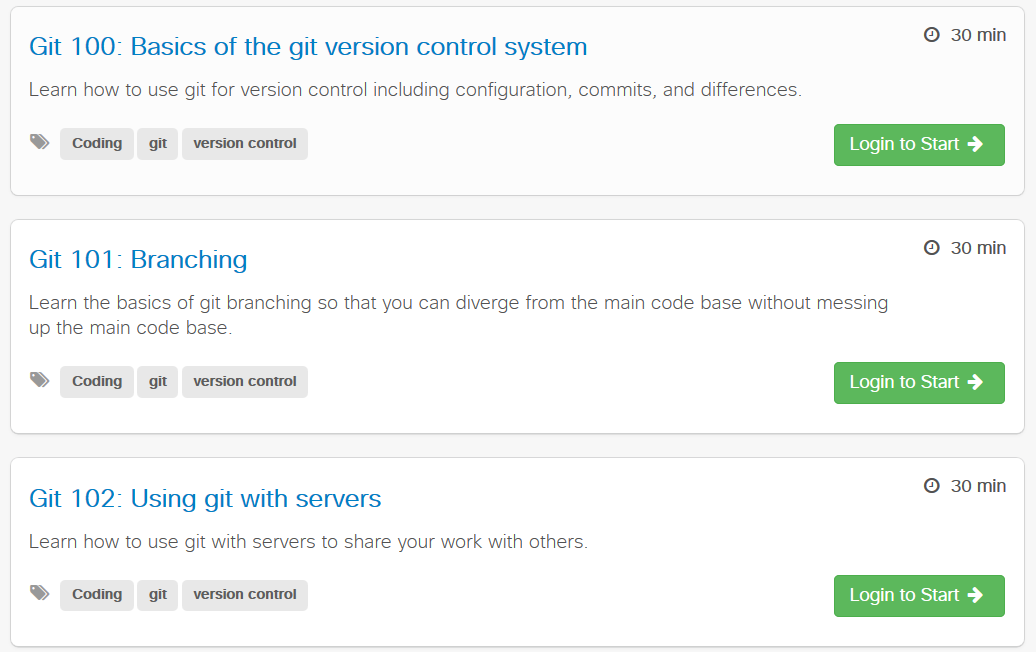 Git 100: Basics of the git version control system
30 min
Learn how to use git for version control including configuration, commits, and differences.
Coding git version control
Login to Start
Git 101: Branching
30 min
Learn the basics of git branching so that you can diverge from the main code base without messing
up the main code base.
Coding git version control
Login to Start
Git 102: Using git with servers
30 min
Learn how to use git with servers to share your work with others.
Coding git version control
Login to Start